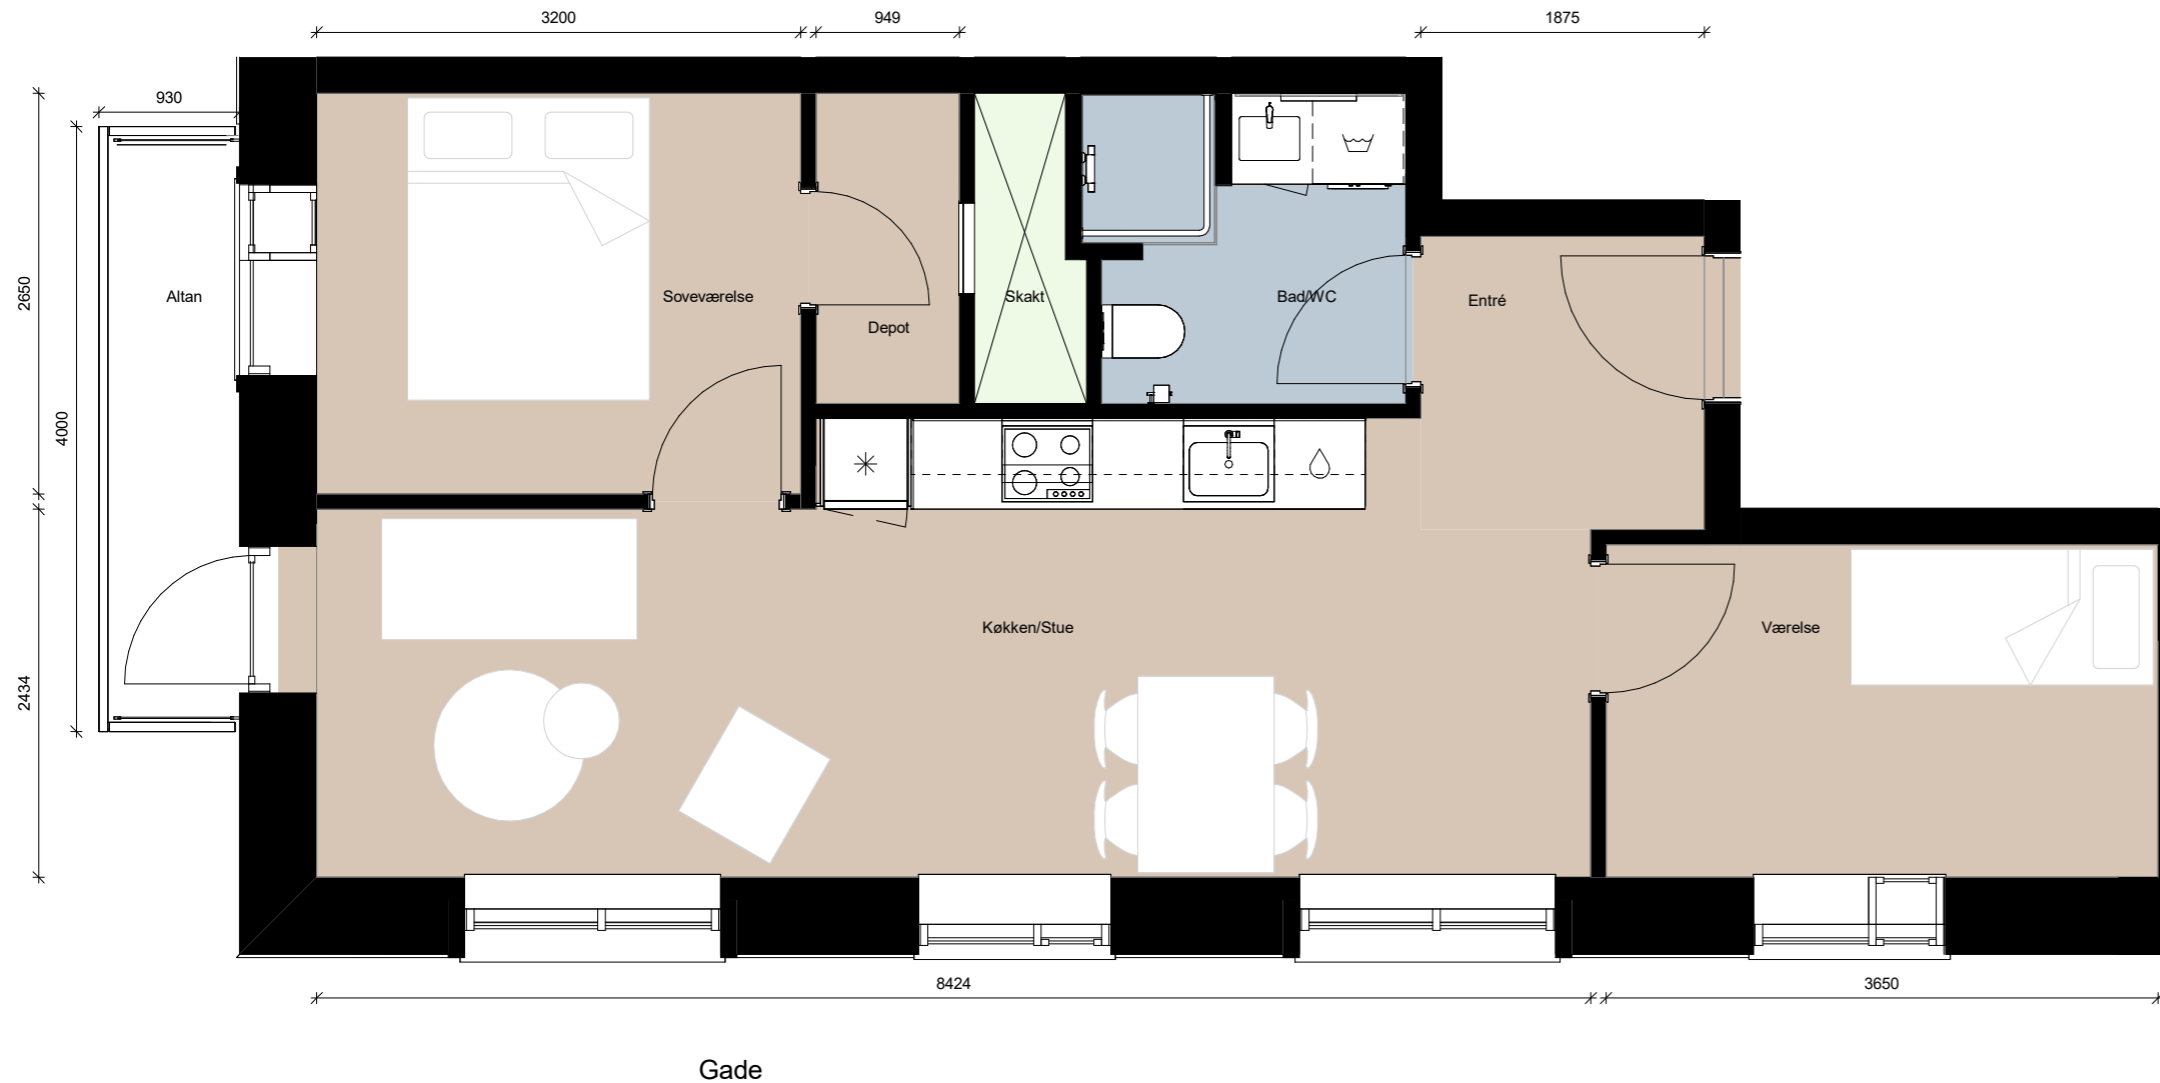 3200
949
1875
930
2650
4000
2434
Altan
Soveværelse
Depot
Skakt
Bad/WC
Entré
Køkken/Stue
Værelse
8424
3650
Gade